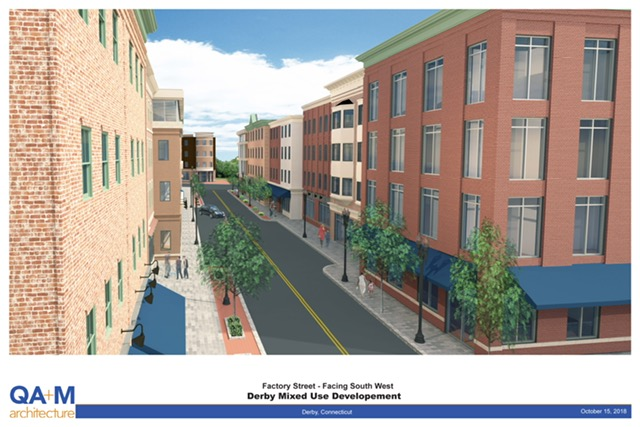 Factory Street - Facing South West
Derby Mixed Use Developement
QA+M
architecture
Derby, Connecticut
October 15, 2018